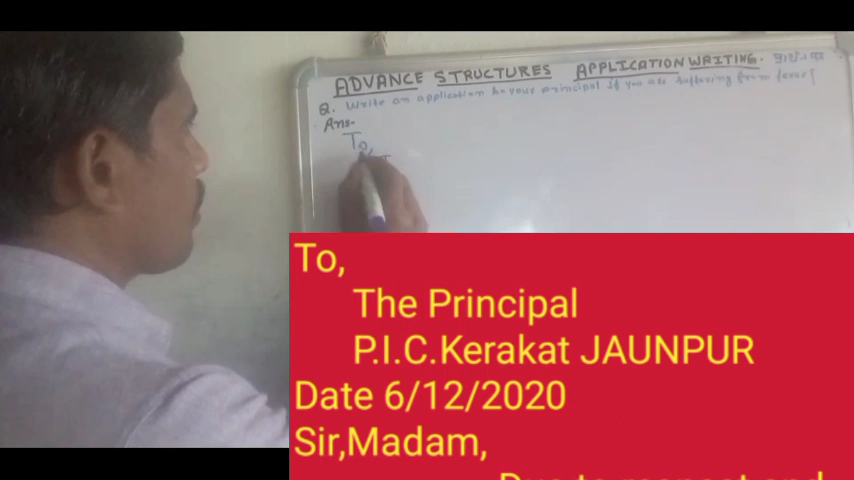 ADVANCE STRUCTURES APPLICATION WRITING.
Q. Write an application to your principal if you are suffering from fever
Ans-
To,
To,
The Principal
P.I.C.Kerakat JAUNPUR
Date 6/12/2020
Sir,Madam,